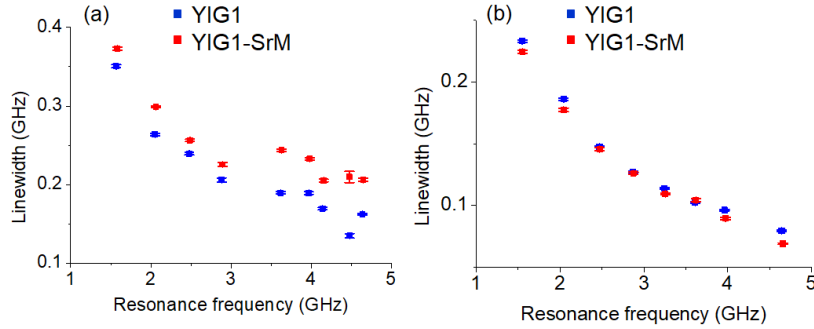 (a)
YIG1
YIG1-SrM
0.4
0.3
0.2
0.1
Linewidth (GHz)
1 2 3 4 5
Resonance frequency (GHz)
(b)
YIG1
YIG1-SrM
0.2
0.1
Linewidth (GHz)
1 2 3 4 5
Resonance frequency (GHz)